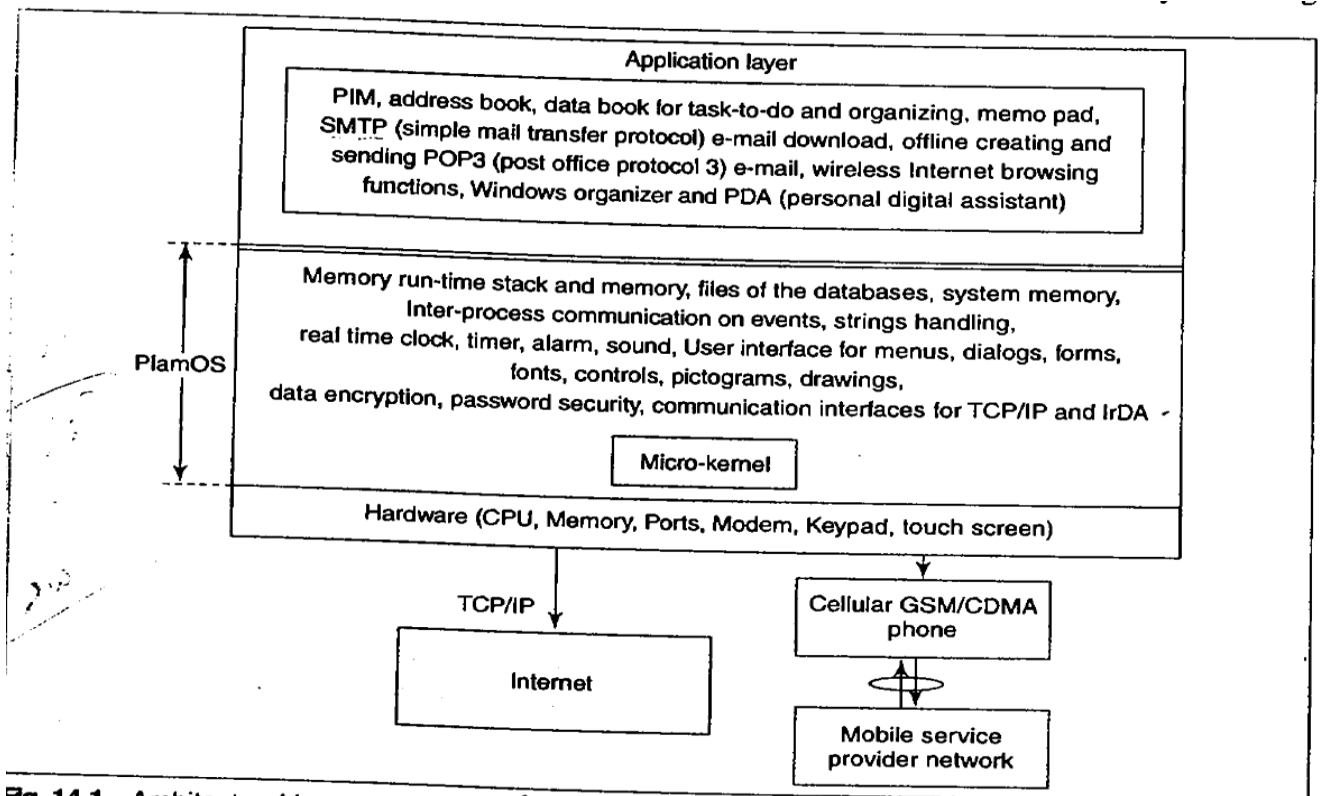 Application layer
PIM, address book, data book for task-to-do and organizing, memo pad,
SMTP (simple mail transfer protocol) e-mail download, offline creating and
sending POP3 (post office protocol 3) e-mail, wireless Internet browsing
functions, Windows organizer and PDA (personal digital assistant)
Memory run-time stack and memory, files of the databases, system memory,
Inter-process communication on events, strings handling,
real time clock, timer, alarm, sound, User interface for menus, dialogs, forms,
fonts, controls, pictograms, drawings,
data encryption, password security, communication interfaces for TCP/IP and IrDA
PlamOS
Micro-kernel
Hardware (CPU, Memory, Ports, Modem, Keypad, touch screen)
TCP/IP
Internet
Cellular GSM/CDMA
phone
Mobile service
provider network